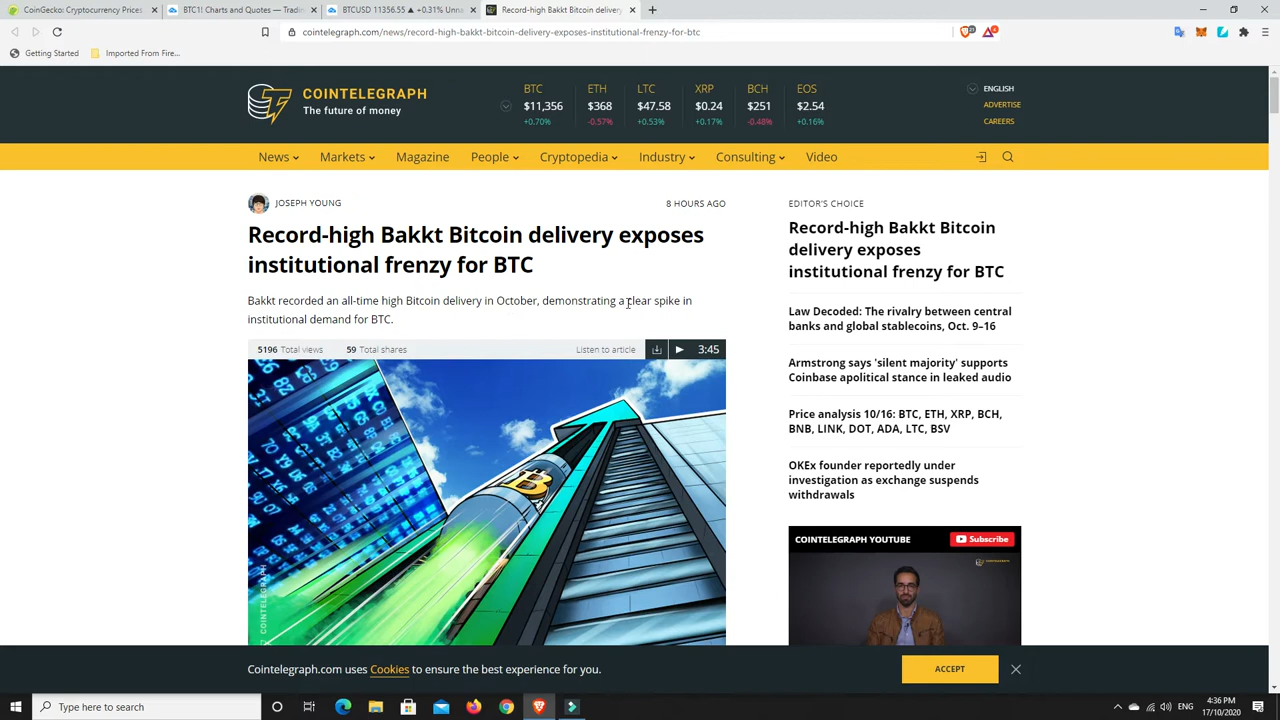 CoinGecko: Cryptocurrency Prices
BTC1! Charts and Quotes — Tradin
BTCUSD 11356.55 ▲ +0.31% Unna
Record-high Bakkt Bitcoin delivery
cointelegraph.com/news/record-high-bakkt-bitcoin-delivery-exposes-institutional-frenzy-for-btc
Getting Started
Imported From Fire...
COINTELEGRAPH
The future of money
BTC ETH LTC XRP BCH EOS
$11,356 $368 $47.58 $0.24 $251 $2.54
+0.70% -0.57% +0.53% +0.17% -0.48% +0.16%
ENGLISH
ADVERTISE
CAREERS
News Markets Magazine People Cryptopedia Industry Consulting Video
JOSEPH YOUNG
8 HOURS AGO
Record-high Bakkt Bitcoin delivery exposes
institutional frenzy for BTC
Bakkt recorded an all-time high Bitcoin delivery in October, demonstrating a clear spike in
institutional demand for BTC.
5196 Total views 59 Total shares Listen to article 3:45
COINTELEGRAPH
EDITOR'S CHOICE
Record-high Bakkt Bitcoin
delivery exposes
institutional frenzy for BTC
Law Decoded: The rivalry between central
banks and global stablecoins, Oct. 9–16
Armstrong says 'silent majority' supports
Coinbase apolitical stance in leaked audio
Price analysis 10/16: BTC, ETH, XRP, BCH,
BNB, LINK, DOT, ADA, LTC, BSV
OKEx founder reportedly under
investigation as exchange suspends
withdrawals
COINTELEGRAPH YOUTUBE Subscribe
Cointelegraph.com uses Cookies to ensure the best experience for you.
ACCEPT
Type here to search
ENG
4:36 PM
17/10/2020